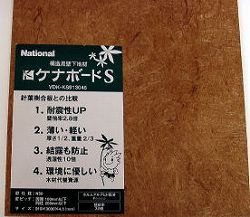 National
構造用壁下地材
ケナボードS
VDK-KS913045
針葉樹合板との比較
1. 耐震性UP
壁倍率2.8倍
2. 薄い・軽い
厚さ1/2、重量2/3
3. 結露も防止
透湿性10倍
4. 環境に優しい
木材代替資源